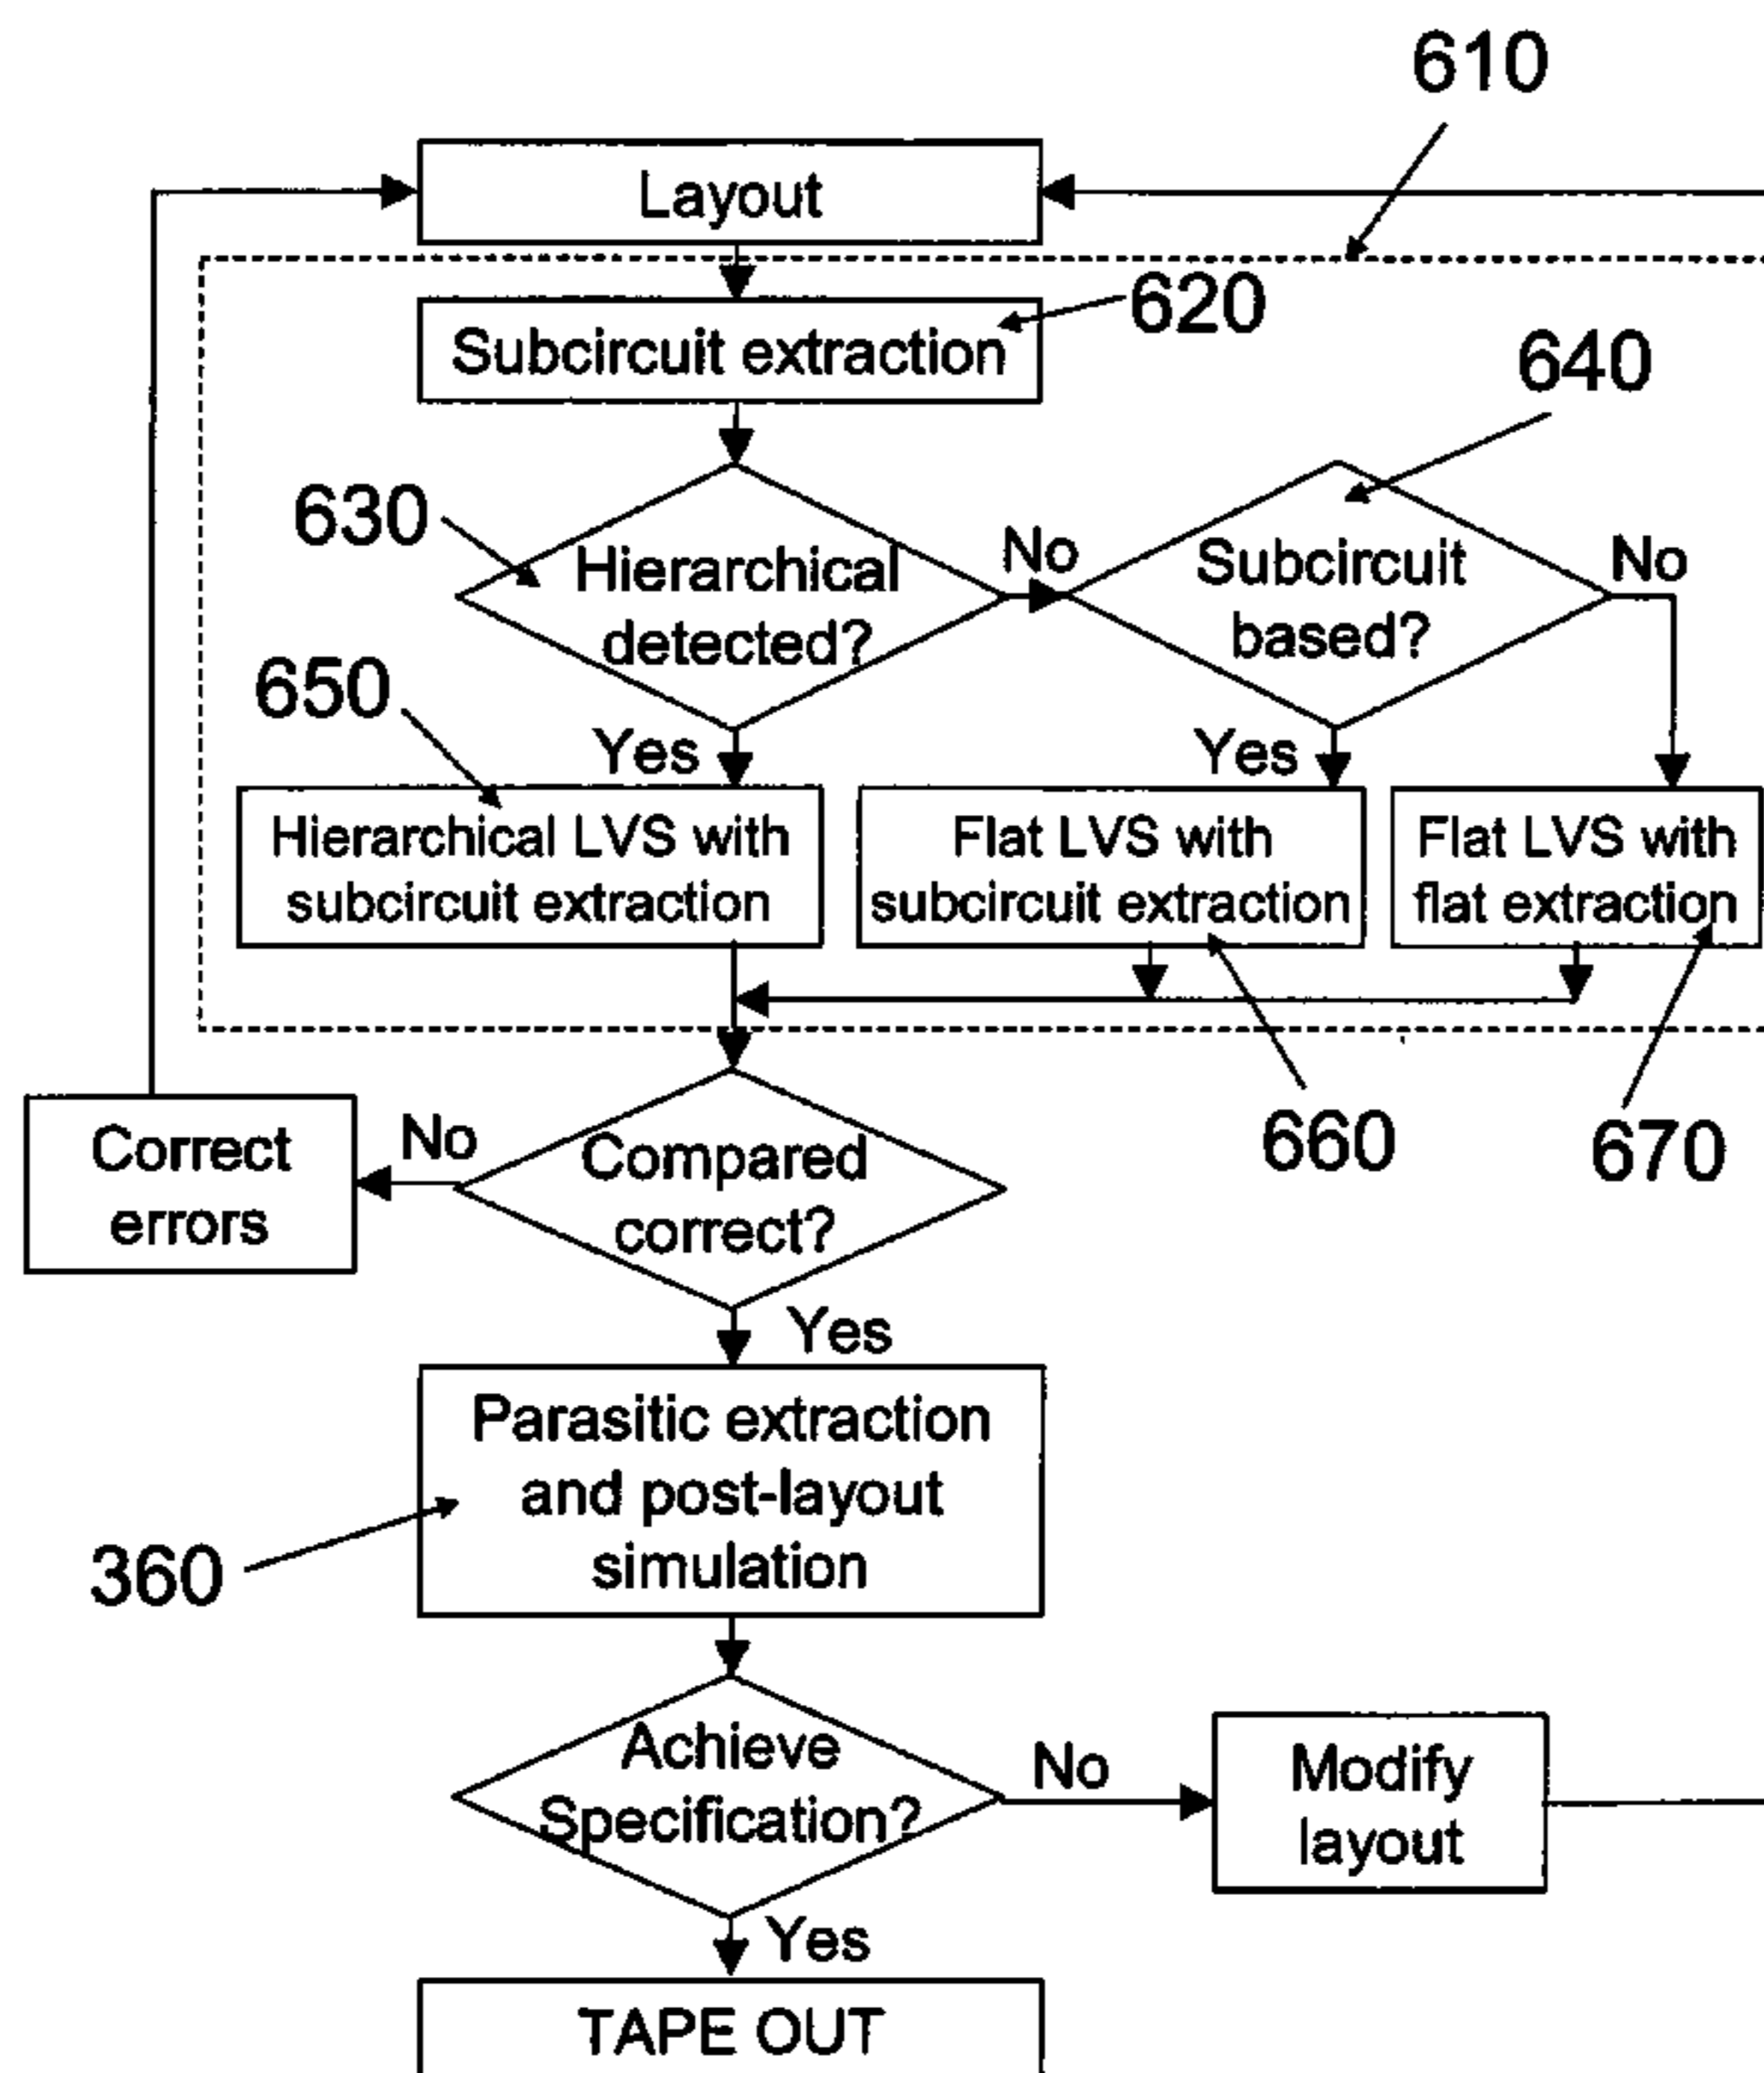 610
Layout
Subcircuit extraction
620
640
630
Hierarchical
detected?
No
Subcircuit
based?
No
650
Yes
Yes
Hierarchical LVS with
subcircuit extraction
Flat LVS with
subcircuit extraction
Flat LVS with
flat extraction
660
670
Correct
errors
No
Compared
correct?
Yes
Parasitic extraction
and post-layout
simulation
360
Achieve
Specification?
No
Modify
layout
Yes
TAPE OUT